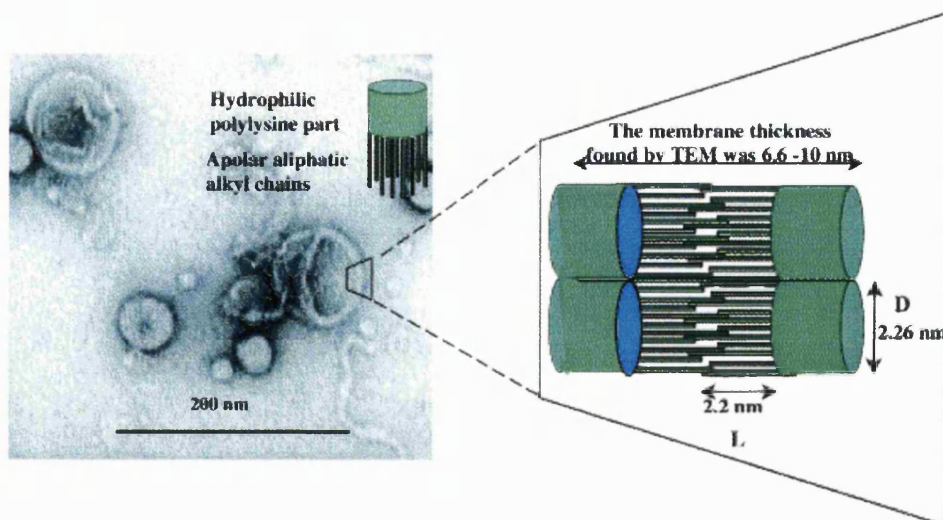 Hydrophilic
polylysine part
Apolar aliphatic
alkyl chains
200 nm
The membrane thickness
found by TEM was 6.6 -10 nm
D
2.26 nm
2.2 nm
L